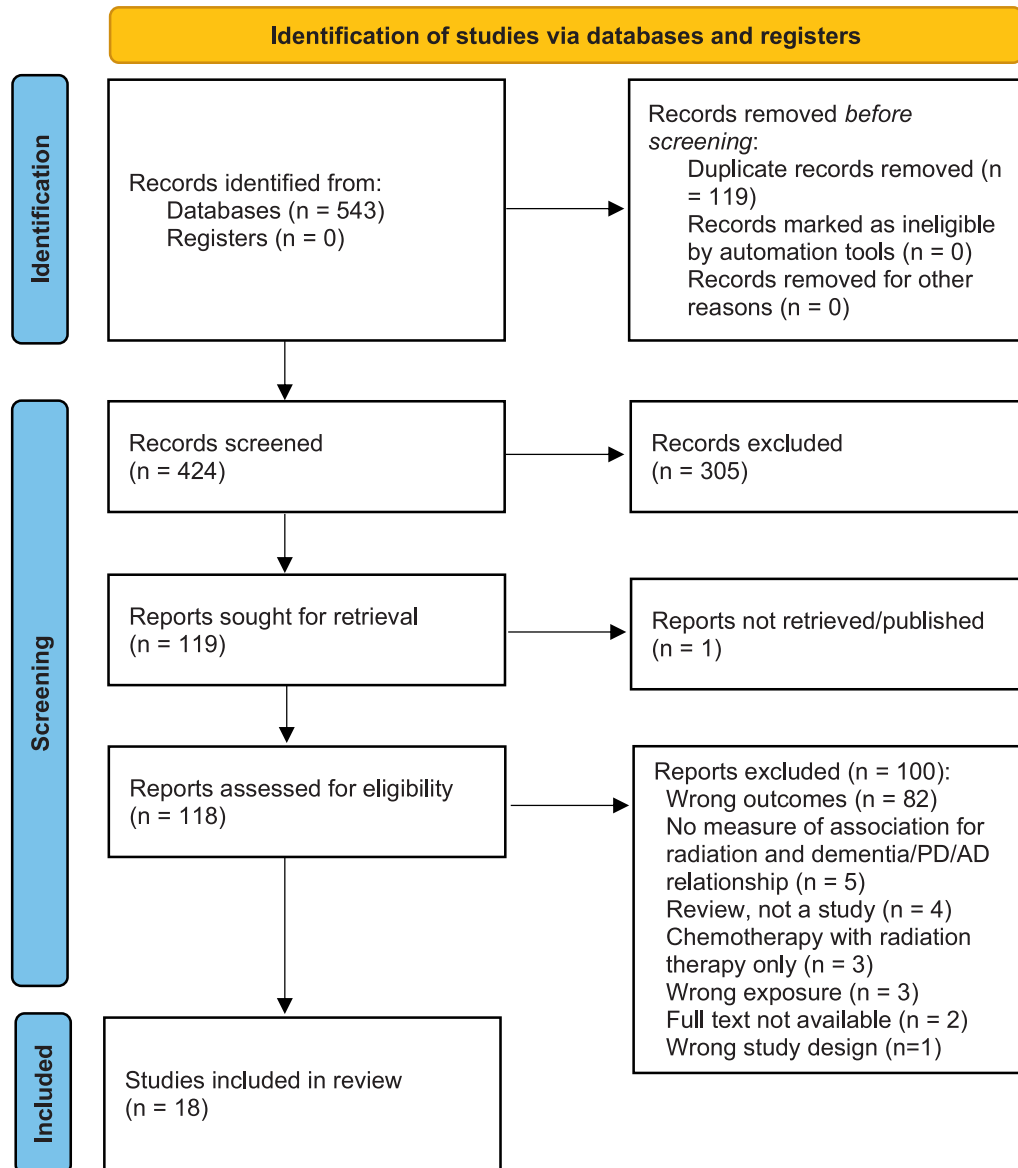 Identification of studies via databases and registers
Identification
Records identified from:
Databases (n = 543)
Registers (n = 0)
Records removed before
screening:
Duplicate records removed (n
= 119)
Records marked as ineligible
by automation tools (n = 0)
Records removed for other
reasons (n = 0)
Screening
Records screened
(n = 424)
Records excluded
(n = 305)
Reports sought for retrieval
(n = 119)
Reports not retrieved/published
(n = 1)
Reports assessed for eligibility
(n = 118)
Reports excluded (n = 100):
Wrong outcomes (n = 82)
No measure of association for
radiation and dementia/PD/AD
relationship (n = 5)
Review, not a study (n = 4)
Chemotherapy with radiation
therapy only (n = 3)
Wrong exposure (n = 3)
Full text not available (n = 2)
Wrong study design (n=1)
Included
Studies included in review
(n = 18)